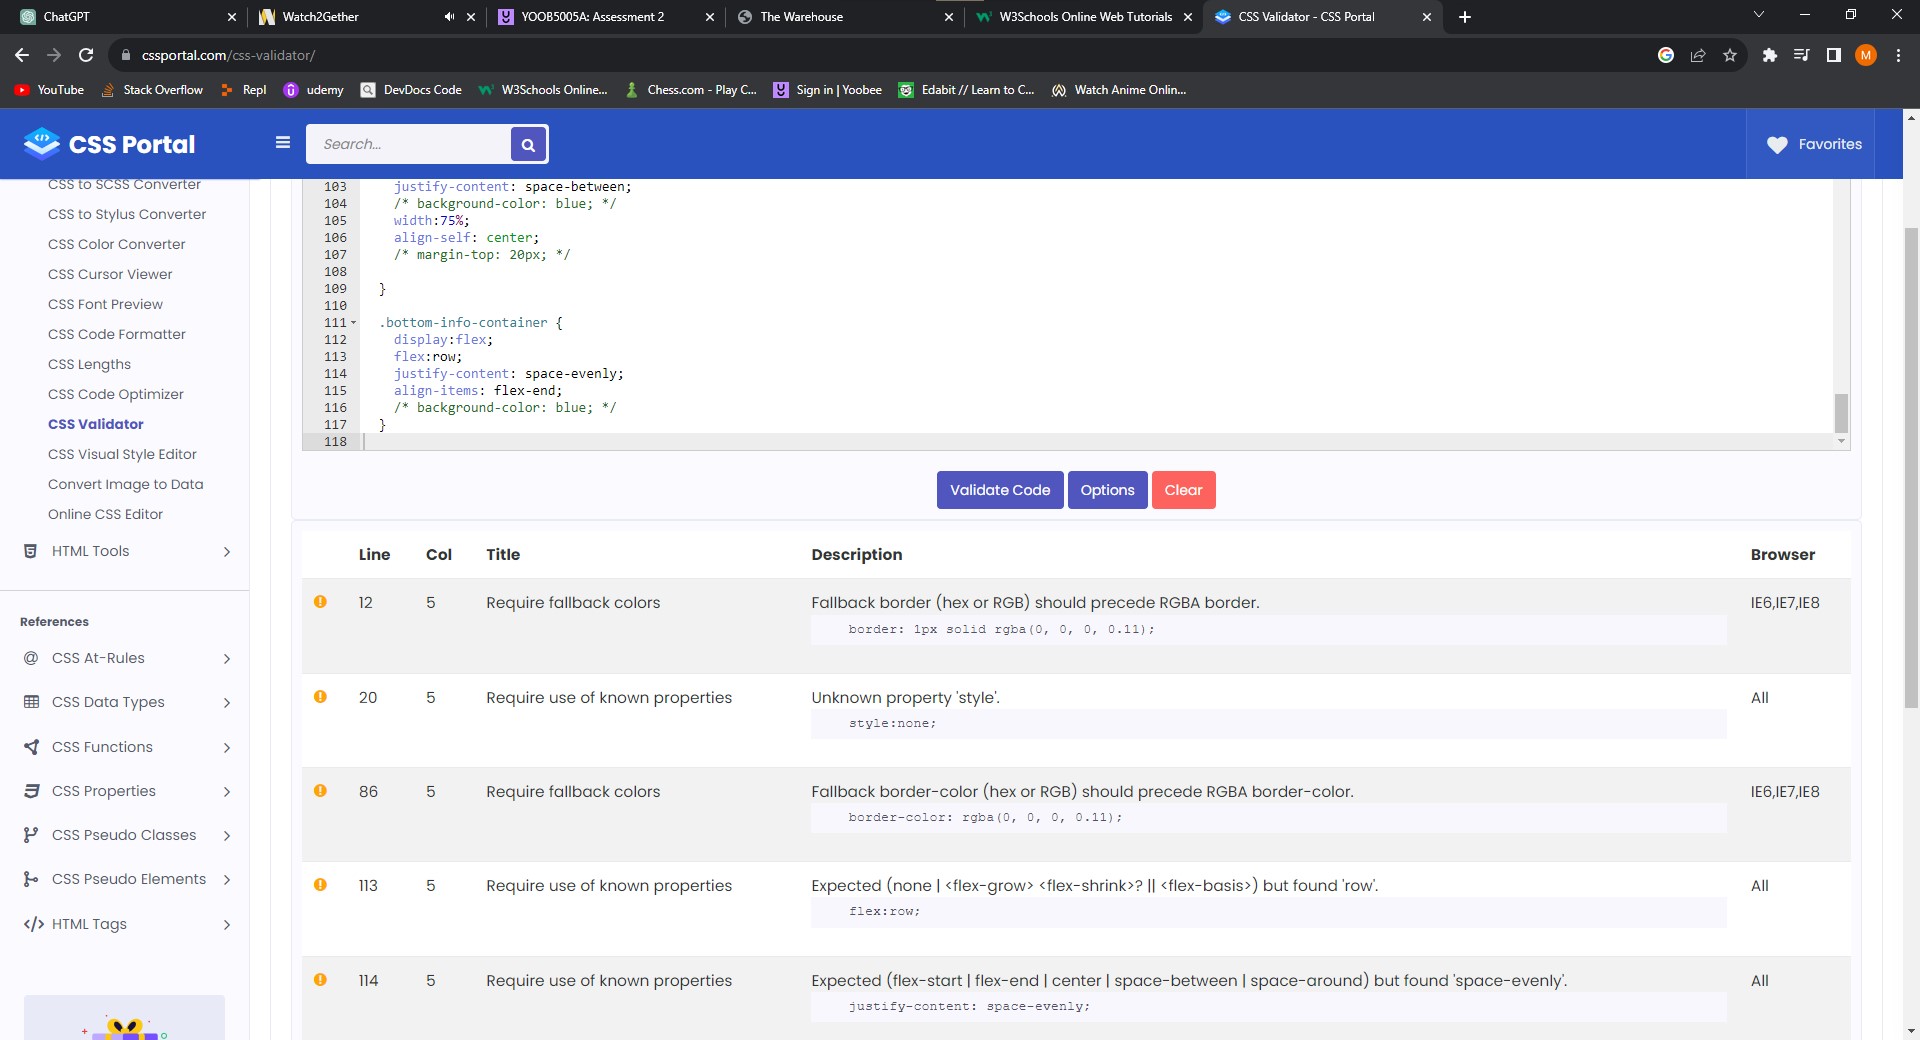 ChatGPT
Watch2Gether
YOOB5005A: Assessment 2
The Warehouse
W3Schools Online Web Tutorials
CSS Validator - CSS Portal
cssportal.com/css-validator/
M
YouTube
Stack Overflow
Repl
udemy
DevDocs Code
W3Schools Online...
Chess.com - Play C...
Sign in | Yoobee
Edabit // Learn to C...
Watch Anime Onlin...
CSS Portal
Search...
Favorites
CSS to SCSS Converter
CSS to Stylus Converter
CSS Color Converter
CSS Cursor Viewer
CSS Font Preview
CSS Code Formatter
CSS Lengths
CSS Code Optimizer
CSS Validator
CSS Visual Style Editor
Convert Image to Data
Online CSS Editor
HTML Tools
References
CSS At-Rules
CSS Data Types
CSS Functions
CSS Properties
CSS Pseudo Classes
CSS Pseudo Elements
HTML Tags
103 justify-content: space-between;
104 /* background-color: blue; */
105 width:75%;
106 align-self: center;
107 /* margin-top: 20px; */
108
109 }
110
111 .bottom-info-container {
112 display:flex;
113 flex:row;
114 justify-content: space-evenly;
115 align-items: flex-end;
116 /* background-color: blue; */
117 }
118
Validate Code Options Clear
Line Col Title Description Browser
12 5 Require fallback colors Fallback border (hex or RGB) should precede RGBA border. IE6,IE7,IE8
border: 1px solid rgba(0, 0, 0, 0.11);
20 5 Require use of known properties Unknown property 'style'. All
style:none;
86 5 Require fallback colors Fallback border-color (hex or RGB) should precede RGBA border-color. IE6,IE7,IE8
border-color: rgba(0, 0, 0, 0.11);
113 5 Require use of known properties Expected (none | <flex-grow> <flex-shrink>? || <flex-basis>) but found 'row'. All
flex:row;
114 5 Require use of known properties Expected (flex-start | flex-end | center | space-between | space-around) but found 'space-evenly'. All
justify-content: space-evenly;